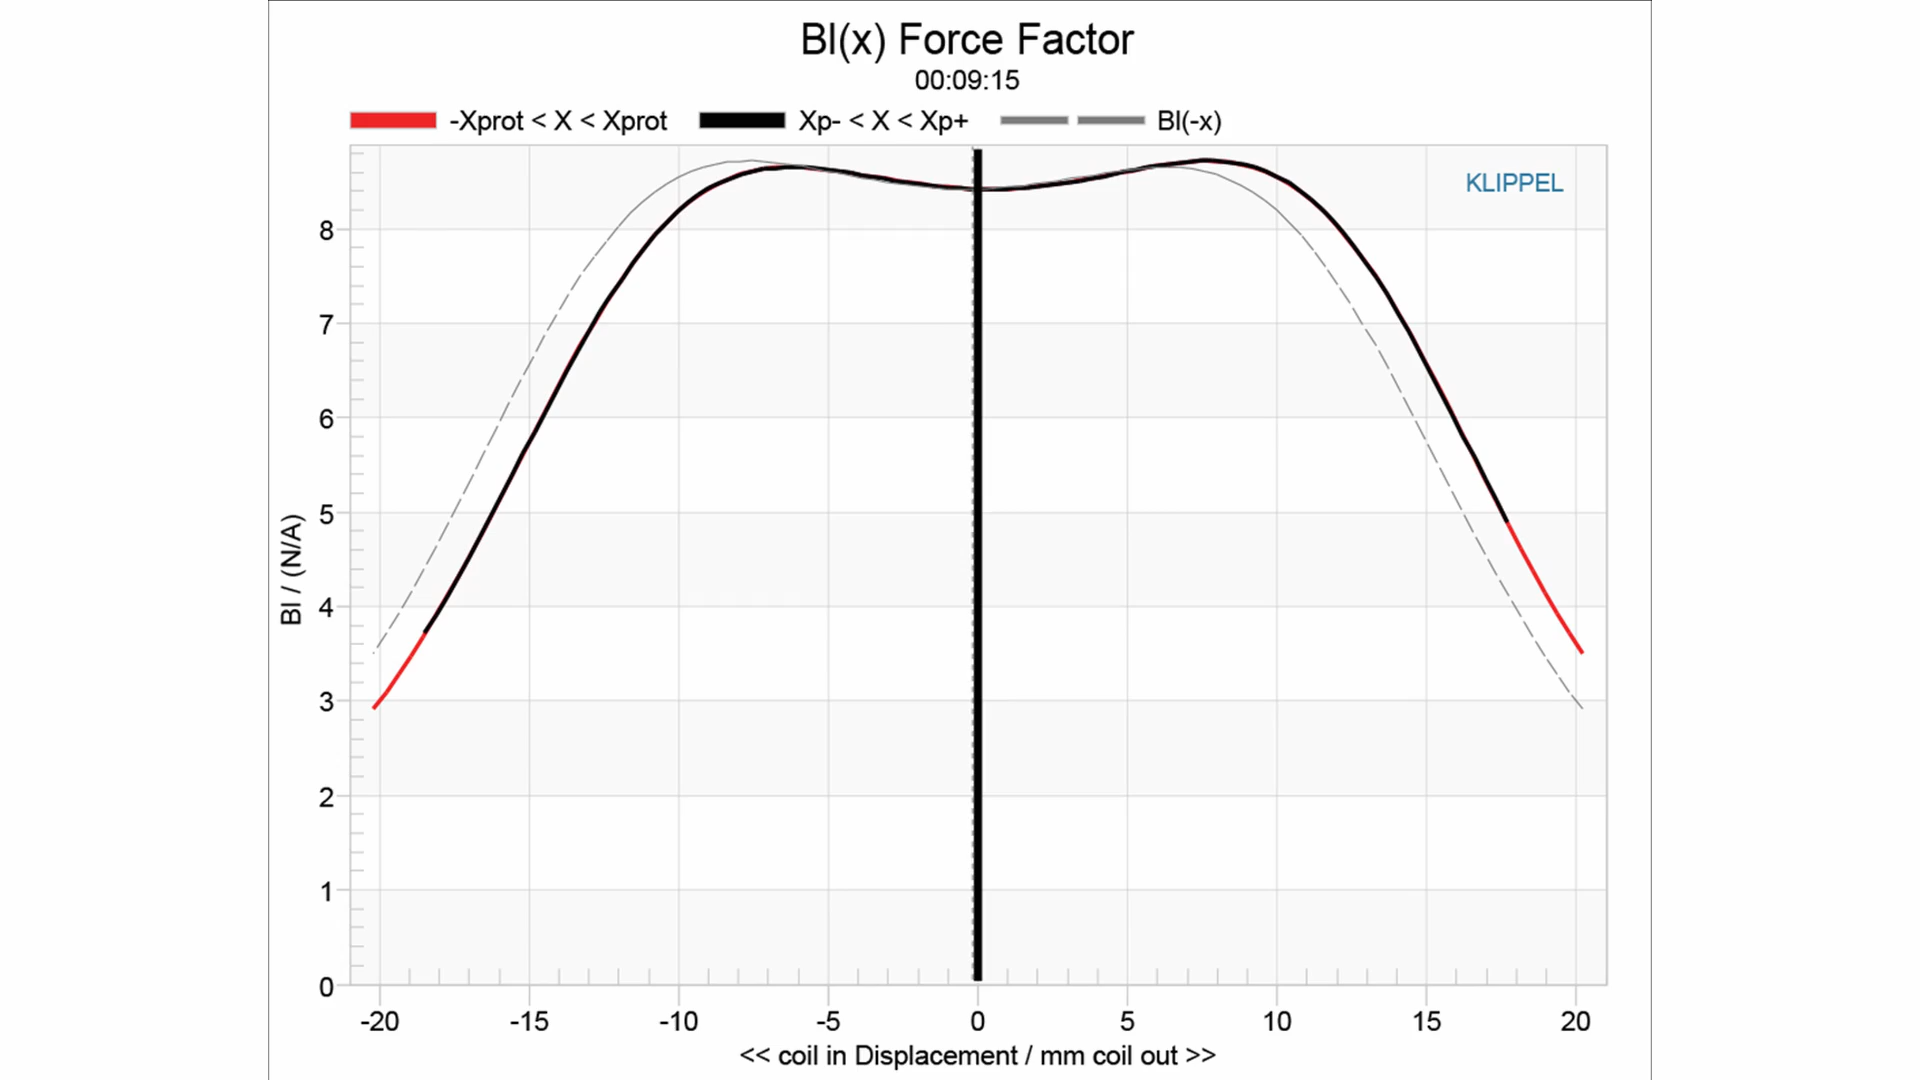 Bl(x) Force Factor
00:09:15
-Xprot < X < Xprot Xp- < X < Xp+ Bl(-x)
KLIPPEL
8
7
6
5
4
3
2
1
0
Bl / (N/A)
-20 -15 -10 -5 0 5 10 15 20
<< coil in Displacement / mm coil out >>